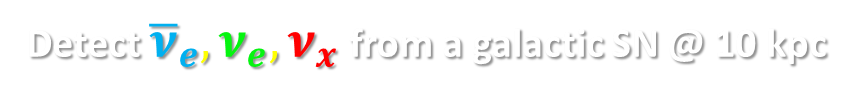 Detect ν̅ₑ, νₑ, νₓ from a galactic SN @ 10 kpc